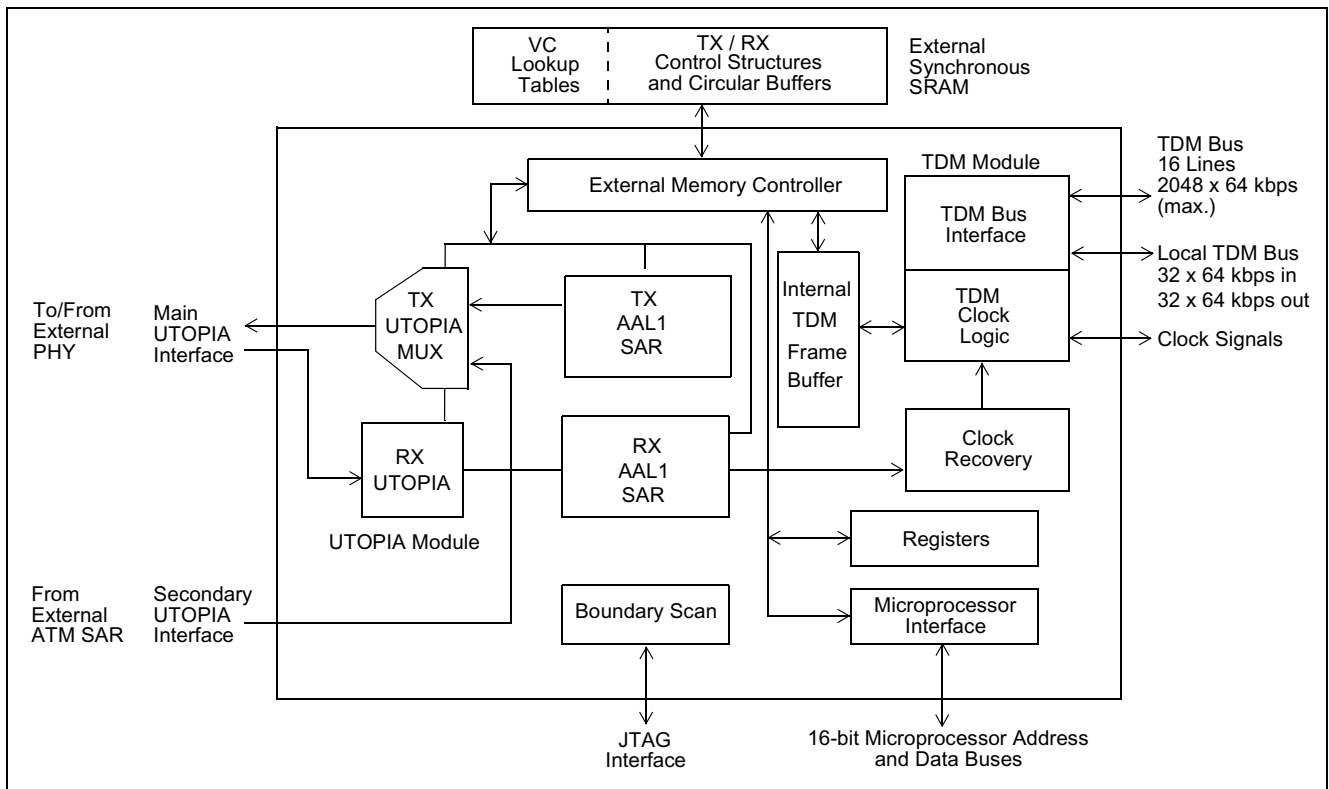 VC
Lookup
Tables
TX / RX
Control Structures
and Circular Buffers
External
Synchronous
SRAM
External Memory Controller
TDM Module
TDM Bus
Interface
TDM
Clock
Logic
TDM Bus
16 Lines
2048 x 64 kbps
(max.)
Local TDM Bus
32 x 64 kbps in
32 x 64 kbps out
Clock Signals
To/From
External
PHY
Main
UTOPIA
Interface
TX
UTOPIA
MUX
TX
AAL1
SAR
Internal
TDM
Frame
Buffer
RX
UTOPIA
UTOPIA Module
RX
AAL1
SAR
Clock
Recovery
Registers
From
External
ATM SAR
Secondary
UTOPIA
Interface
Boundary Scan
Microprocessor
Interface
JTAG
Interface
16-bit Microprocessor Address
and Data Buses